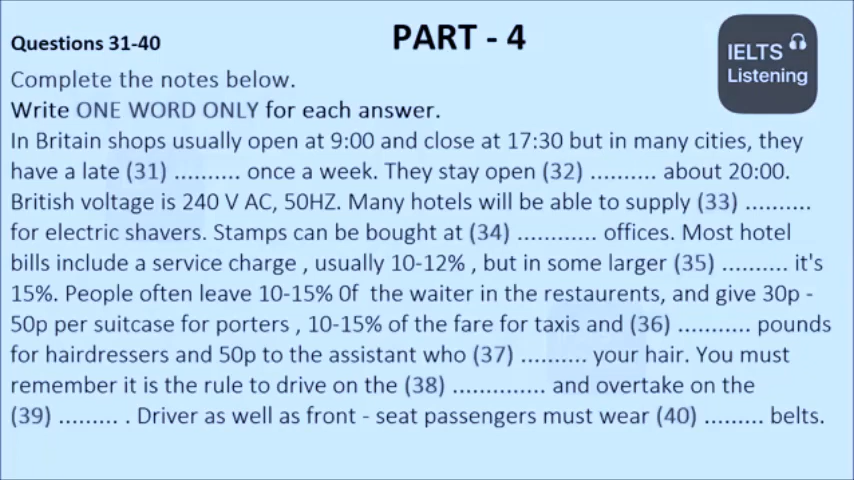 PART - 4
Questions 31-40
IELTS
Listening
Complete the notes below.
Write ONE WORD ONLY for each answer.
In Britain shops usually open at 9:00 and close at 17:30 but in many cities, they
have a late (31) .......... once a week. They stay open (32) .......... about 20:00.
British voltage is 240 V AC, 50HZ. Many hotels will be able to supply (33) ..........
for electric shavers. Stamps can be bought at (34) ............ offices. Most hotel
bills include a service charge , usually 10-12% , but in some larger (35) .......... it's
15%. People often leave 10-15% 0f the waiter in the restaurents, and give 30p -
50p per suitcase for porters , 10-15% of the fare for taxis and (36) ........... pounds
for hairdressers and 50p to the assistant who (37) .......... your hair. You must
remember it is the rule to drive on the (38) .............. and overtake on the
(39) ......... . Driver as well as front - seat passengers must wear (40) ......... belts.